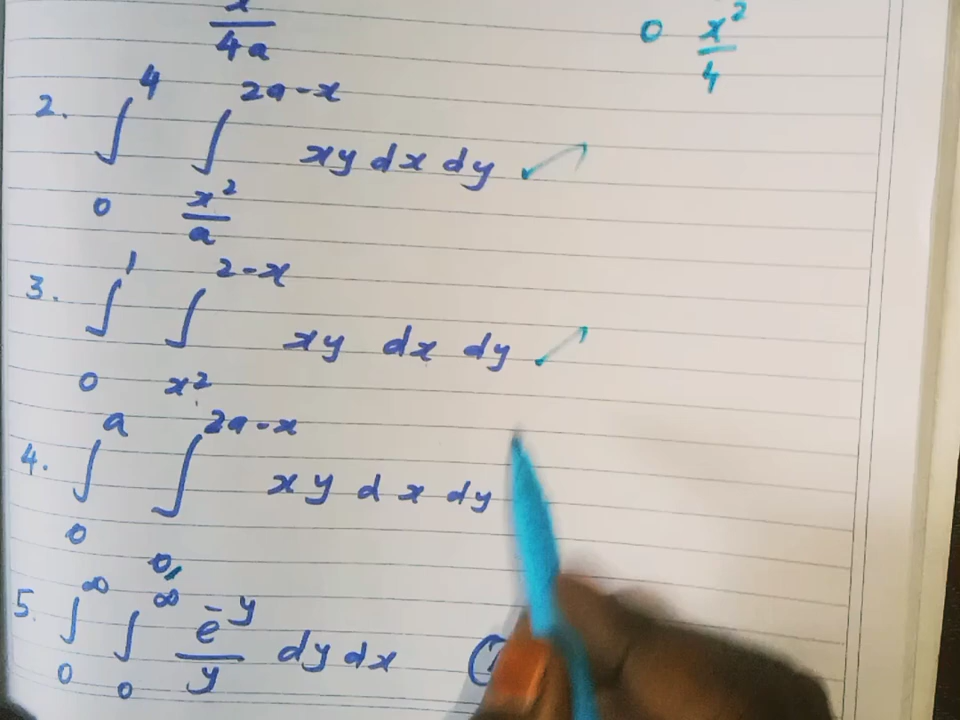 x/4a
0 x²/4
2. ∫₀⁴ ∫_{x²/a}^{2a-x} xy dx dy ✓
3. ∫₀¹ ∫_{x²}^{2-x} xy dx dy ✓
4. ∫₀ᵃ ∫₀^{2a-x} xy dx dy
5. ∫₀^∞ ∫₀^∞ e^{-y}/y dy dx